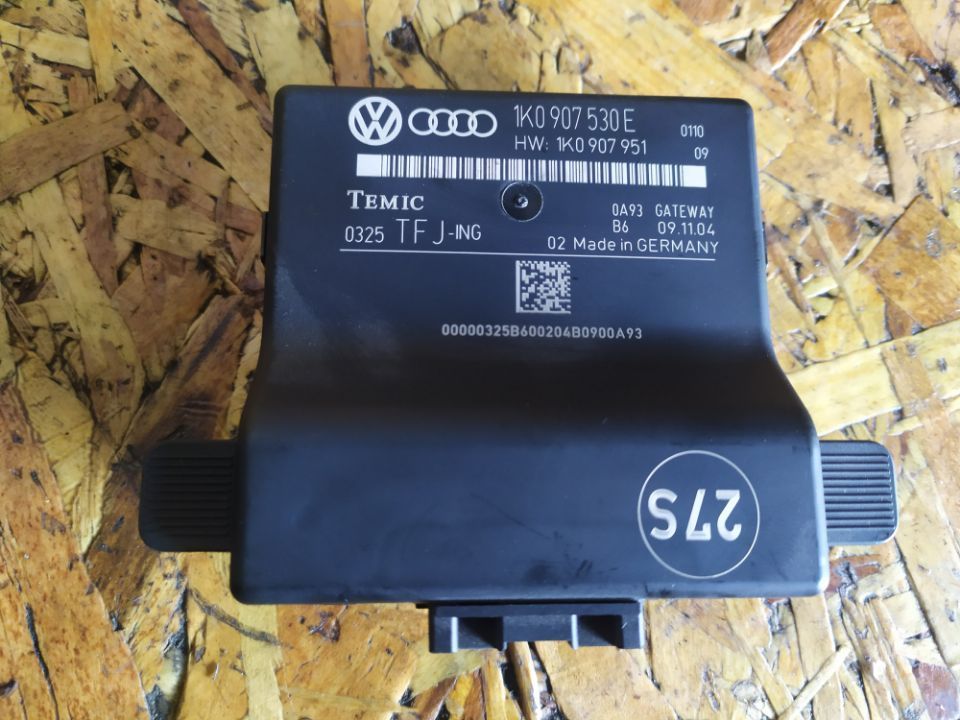 1K0 907 530 E
HW: 1K0 907 951
0110
09
TEMIC
0325 TFJ-ING
0A93 GATEWAY
B6 09.11.04
02 Made in GERMANY
00000325B600204B0900A93
27S